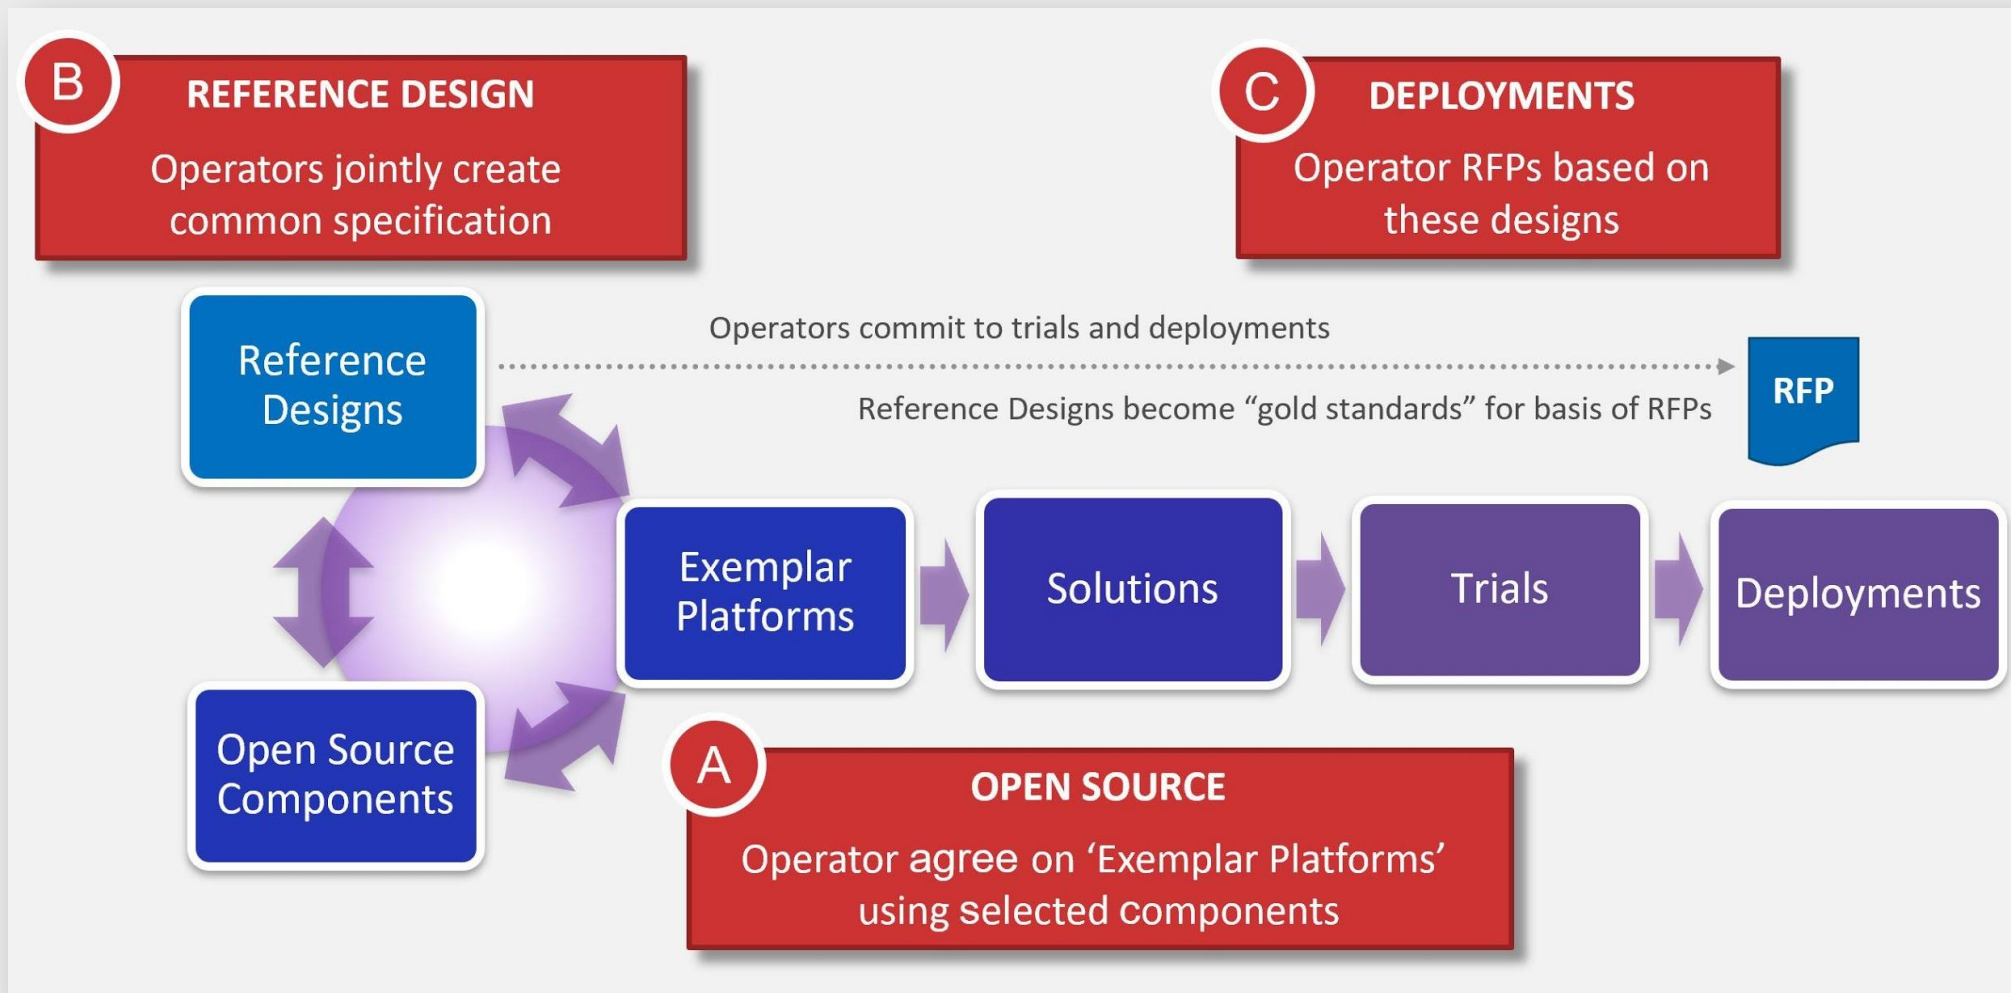 B
REFERENCE DESIGN
Operators jointly create
common specification
C
DEPLOYMENTS
Operator RFPs based on
these designs
Reference
Designs
Operators commit to trials and deployments
Reference Designs become “gold standards” for basis of RFPs
RFP
Exemplar
Platforms
Solutions
Trials
Deployments
Open Source
Components
A
OPEN SOURCE
Operator agree on ‘Exemplar Platforms’
using selected components